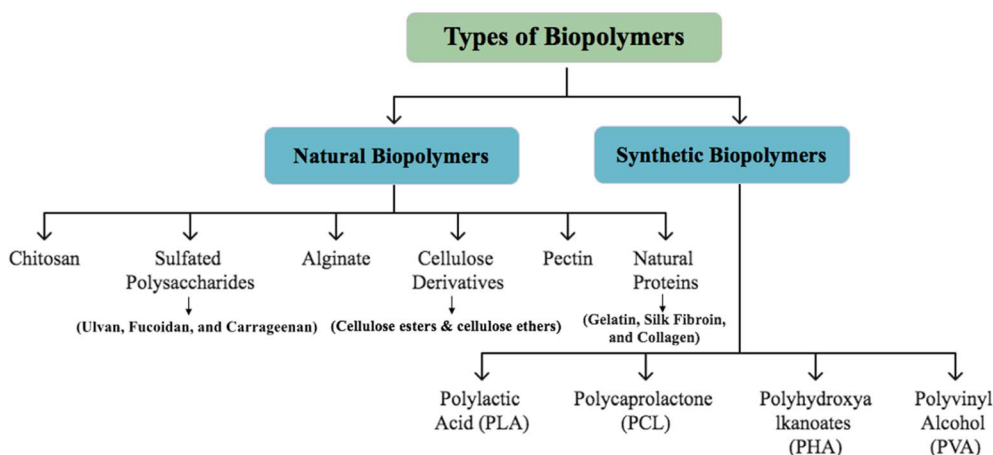 Types of Biopolymers
Natural Biopolymers
Synthetic Biopolymers
Chitosan
Sulfated
Polysaccharides
(Ulvan, Fucoidan, and Carrageenan)
Alginate
Cellulose
Derivatives
(Cellulose esters & cellulose ethers)
Pectin
Natural
Proteins
(Gelatin, Silk Fibroin,
and Collagen)
Polylactic
Acid (PLA)
Polycaprolactone
(PCL)
Polyhydroxya
lkanoates
(PHA)
Polyvinyl
Alcohol
(PVA)